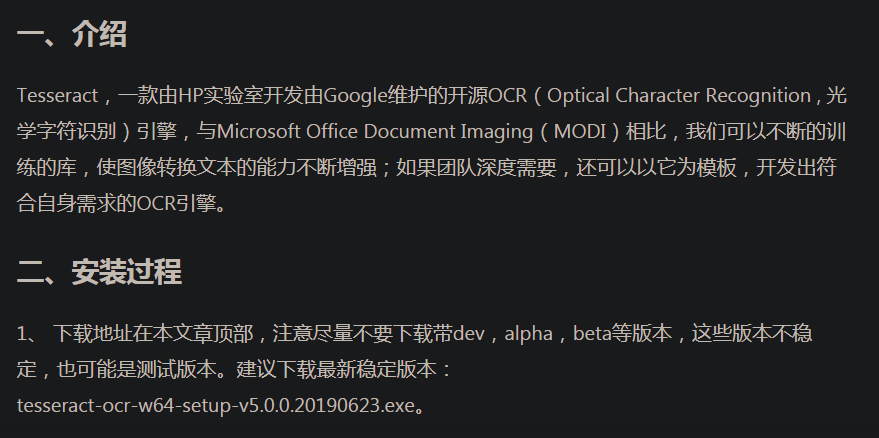 一、介绍
Tesseract，一款由HP实验室开发由Google维护的开源OCR（Optical Character Recognition , 光
学字符识别）引擎，与Microsoft Office Document Imaging（MODI）相比，我们可以不断的训
练的库，使图像转换文本的能力不断增强；如果团队深度需要，还可以以它为模板，开发出符
合自身需求的OCR引擎。
二、安装过程
1、 下载地址在本文章顶部，注意尽量不要下载带dev，alpha，beta等版本，这些版本不稳
定，也可能是测试版本。建议下载最新稳定版本：
tesseract-ocr-w64-setup-v5.0.0.20190623.exe。